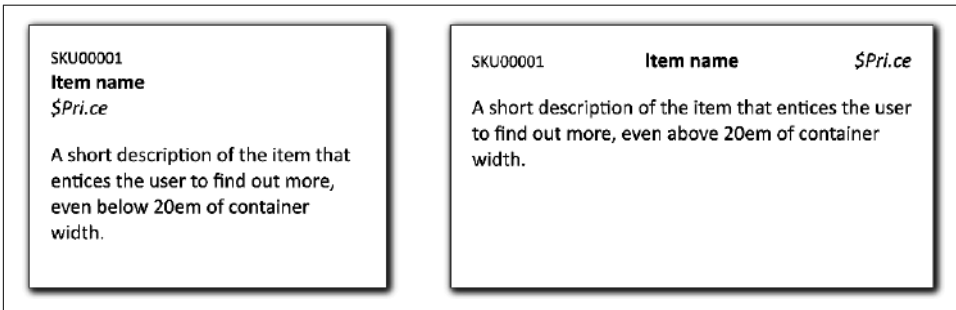 SKU00001
Item name
$Pri.ce
A short description of the item that
entices the user to find out more,
even below 20em of container
width.
SKU00001 Item name $Pri.ce
A short description of the item that entices the user
to find out more, even above 20em of container
width.